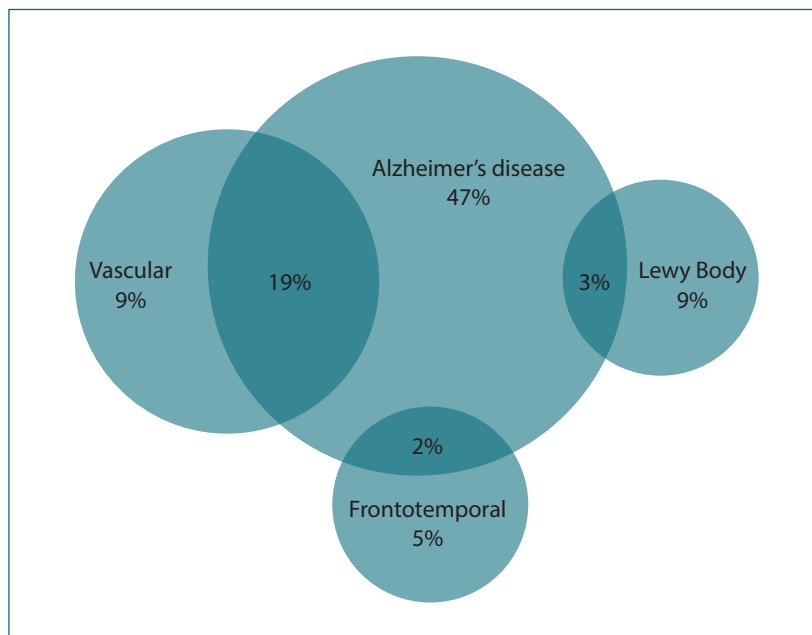 Alzheimer’s disease
47%
Vascular
9%
19%
3%
Lewy Body
9%
2%
Frontotemporal
5%